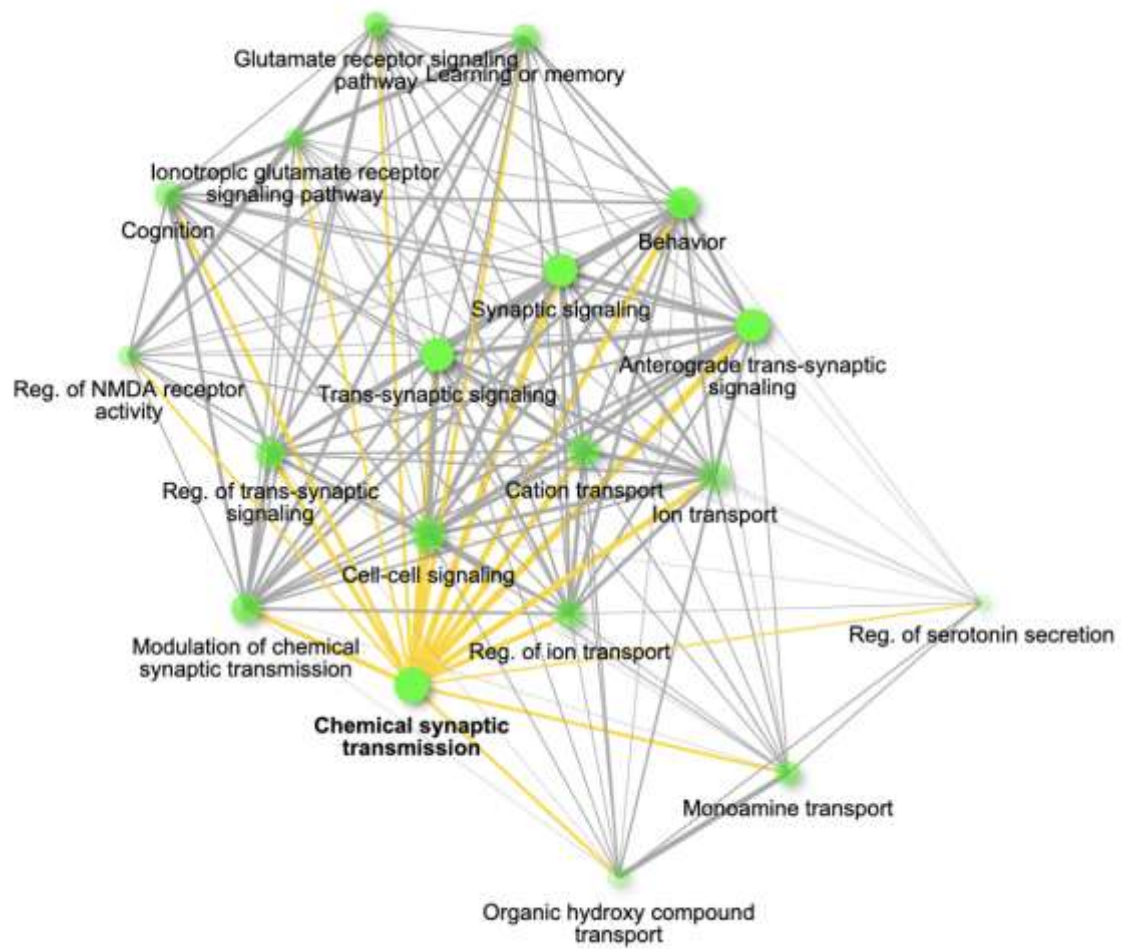 Glutamate receptor signaling
pathway
Learning or memory
Ionotropic glutamate receptor
signaling pathway
Cognition
Behavior
Synaptic signaling
Anterograde trans-synaptic
signaling
Trans-synaptic signaling
Reg. of NMDA receptor
activity
Reg. of trans-synaptic
signaling
Cation transport
Ion transport
Cell-cell signaling
Modulation of chemical
synaptic transmission
Reg. of ion transport
Reg. of serotonin secretion
Chemical synaptic
transmission
Monoamine transport
Organic hydroxy compound
transport